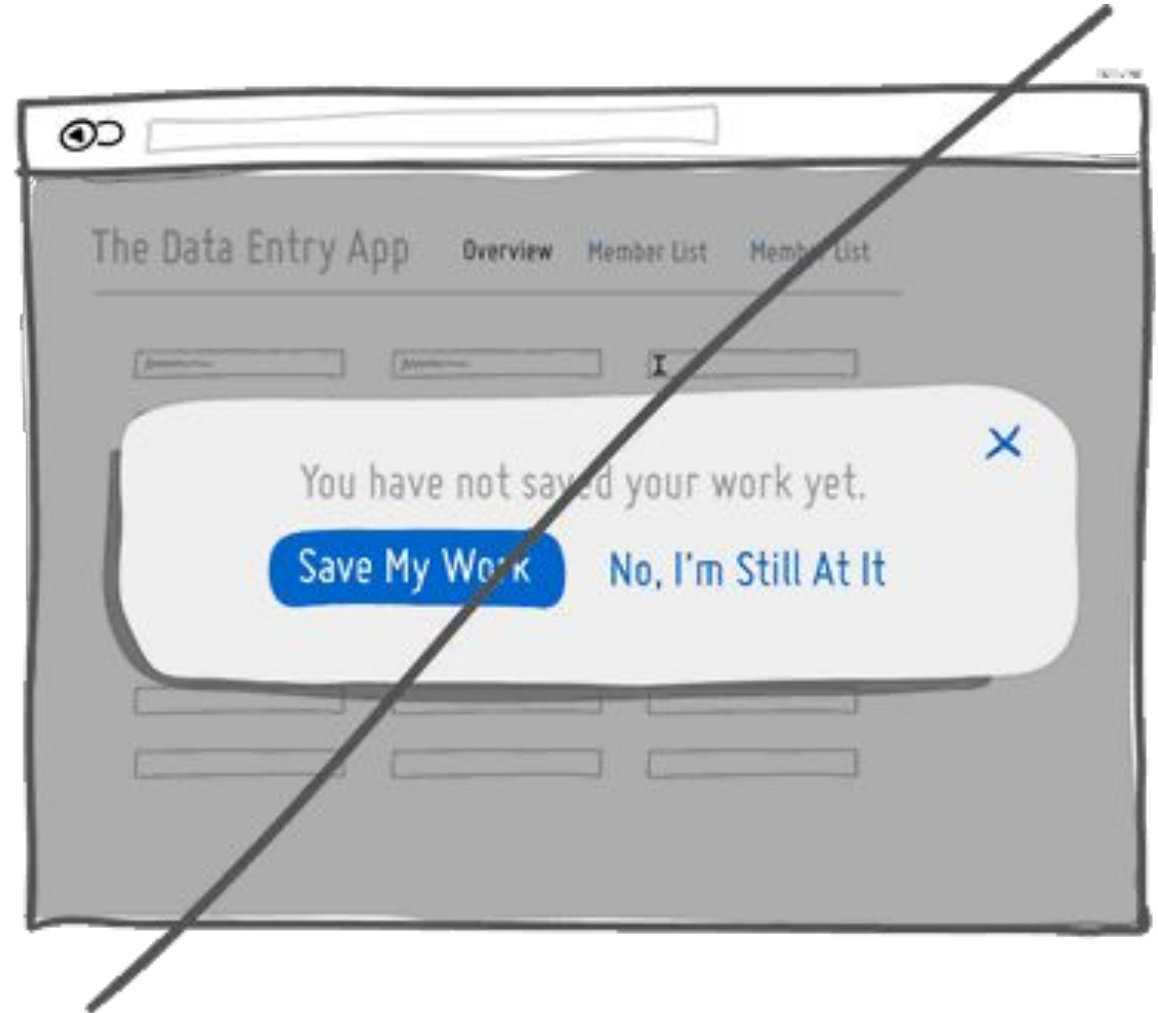 The Data Entry App Overview Member List Member List
You have not saved your work yet.
Save My Work No, I'm Still At It